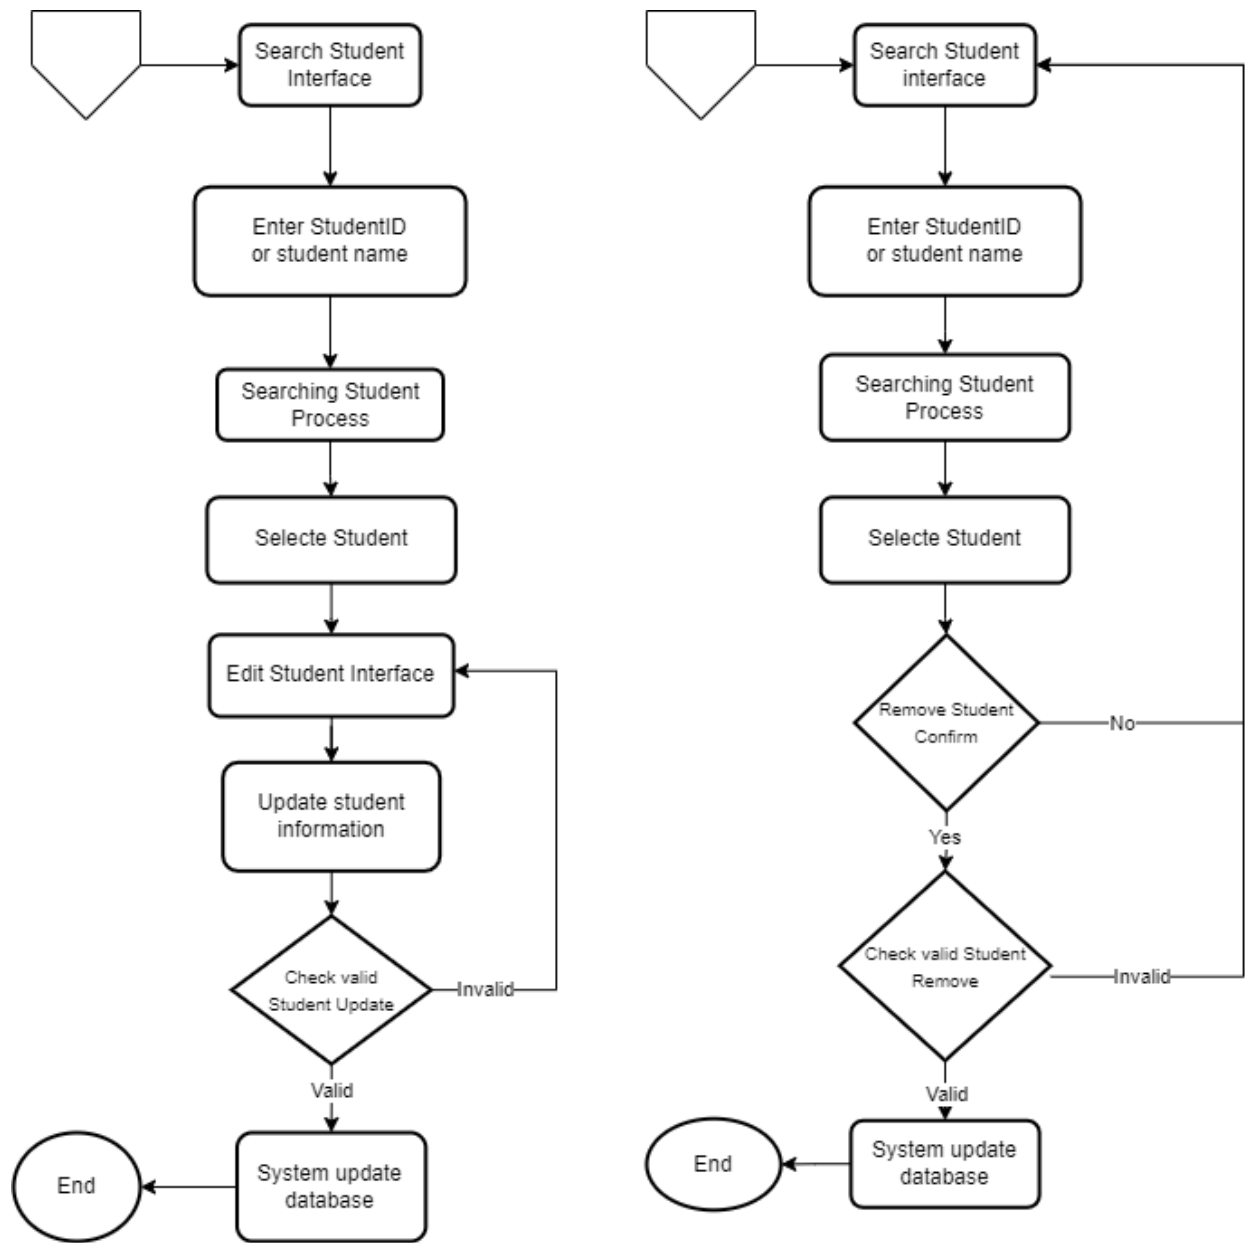 Search Student
Interface
Enter StudentID
or student name
Searching Student
Process
Selecte Student
Edit Student Interface
Update student
information
Check valid
Student Update
Invalid
Valid
System update
database
End
Search Student
interface
Enter StudentID
or student name
Searching Student
Process
Selecte Student
Remove Student
Confirm
No
Yes
Check valid Student
Remove
Invalid
Valid
System update
database
End